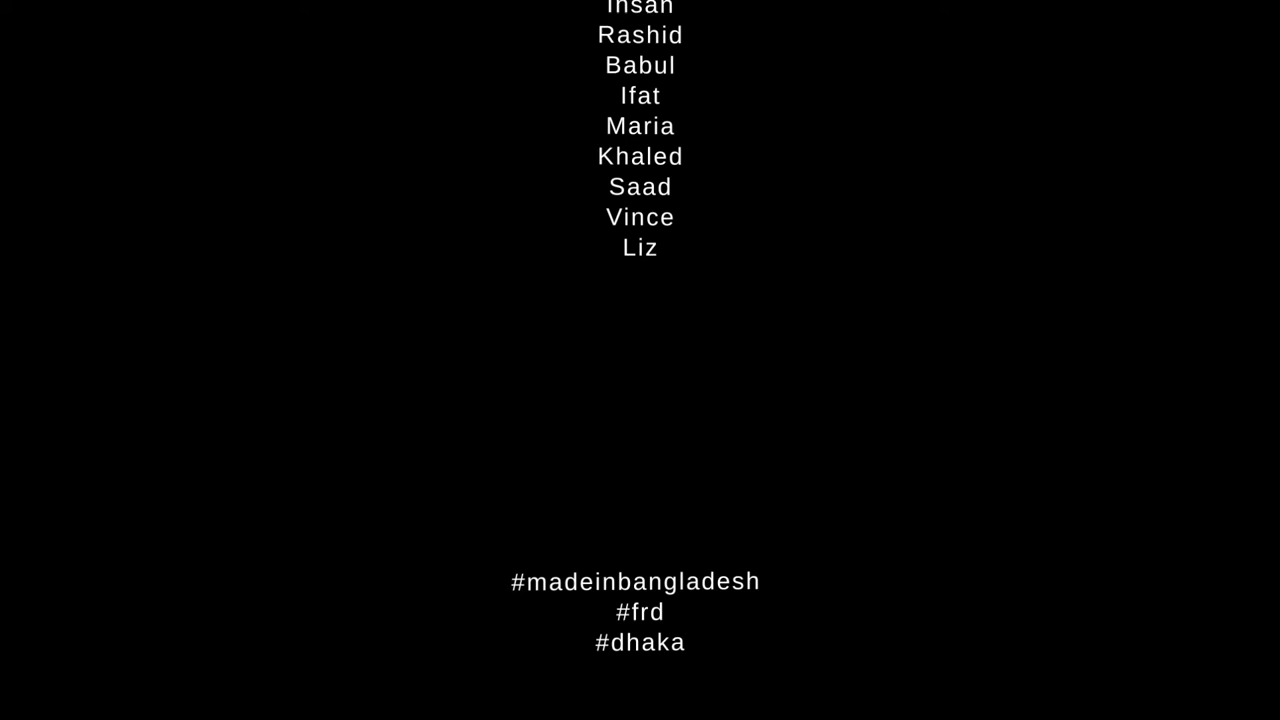 Rashid
Babul
Ifat
Maria
Khaled
Saad
Vince
Liz
#madeinbangladesh
#frd
#dhaka